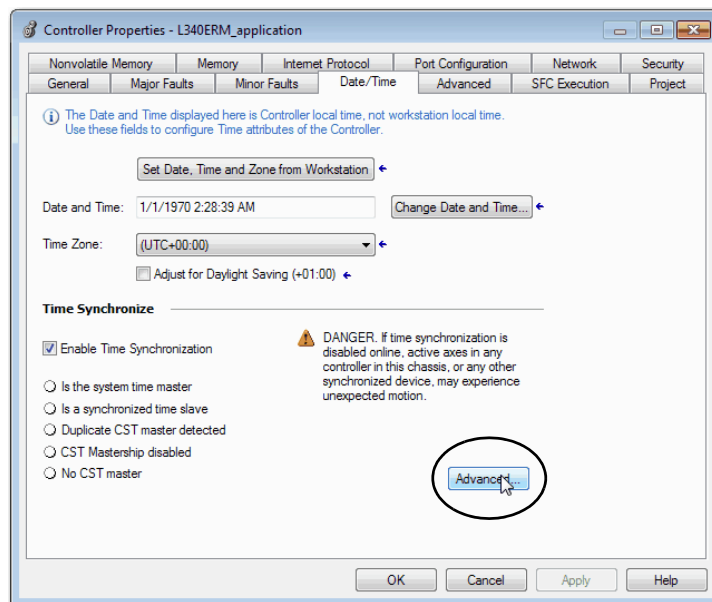 Controller Properties - L340ERM_application
Nonvolatile Memory Memory Internet Protocol Port Configuration Network Security
General Major Faults Minor Faults Date/Time Advanced SFC Execution Project
The Date and Time displayed here is Controller local time, not workstation local time.
Use these fields to configure Time attributes of the Controller.
Set Date, Time and Zone from Workstation
Date and Time: 1/1/1970 2:28:39 AM Change Date and Time...
Time Zone: (UTC+00:00)
Adjust for Daylight Saving (+01:00)
Time Synchronize
Enable Time Synchronization
DANGER. If time synchronization is
disabled online, active axes in any
controller in this chassis, or any other
synchronized device, may experience
unexpected motion.
Is the system time master
Is a synchronized time slave
Duplicate CST master detected
CST Mastership disabled
No CST master
Advanced...
OK Cancel Apply Help